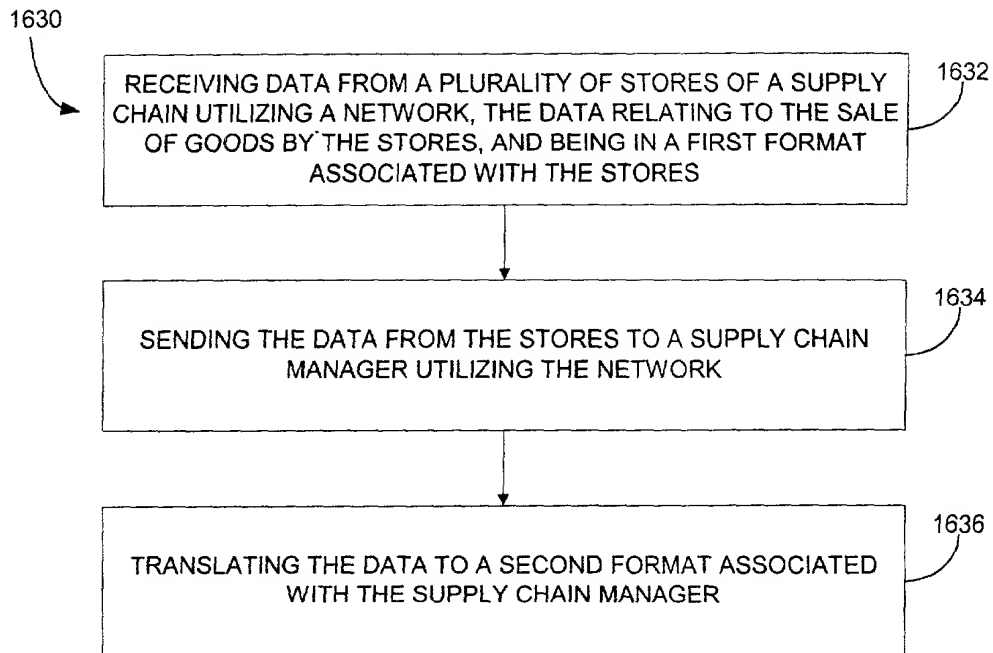 1630
RECEIVING DATA FROM A PLURALITY OF STORES OF A SUPPLY
CHAIN UTILIZING A NETWORK, THE DATA RELATING TO THE SALE
OF GOODS BY THE STORES, AND BEING IN A FIRST FORMAT
ASSOCIATED WITH THE STORES
1632
SENDING THE DATA FROM THE STORES TO A SUPPLY CHAIN
MANAGER UTILIZING THE NETWORK
1634
TRANSLATING THE DATA TO A SECOND FORMAT ASSOCIATED
WITH THE SUPPLY CHAIN MANAGER
1636